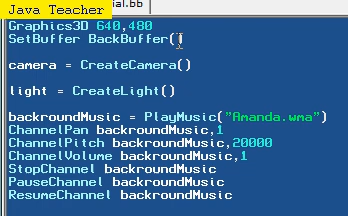 Java Teacher
ial.bb
Graphics3D 640,480
SetBuffer BackBuffer()
camera = CreateCamera()
light = CreateLight()
backroundMusic = PlayMusic("Amanda.wma")
ChannelPan backroundMusic,1
ChannelPitch backroundMusic,20000
ChannelVolume backroundMusic,1
StopChannel backroundMusic
PauseChannel backroundMusic
ResumeChannel backroundMusic